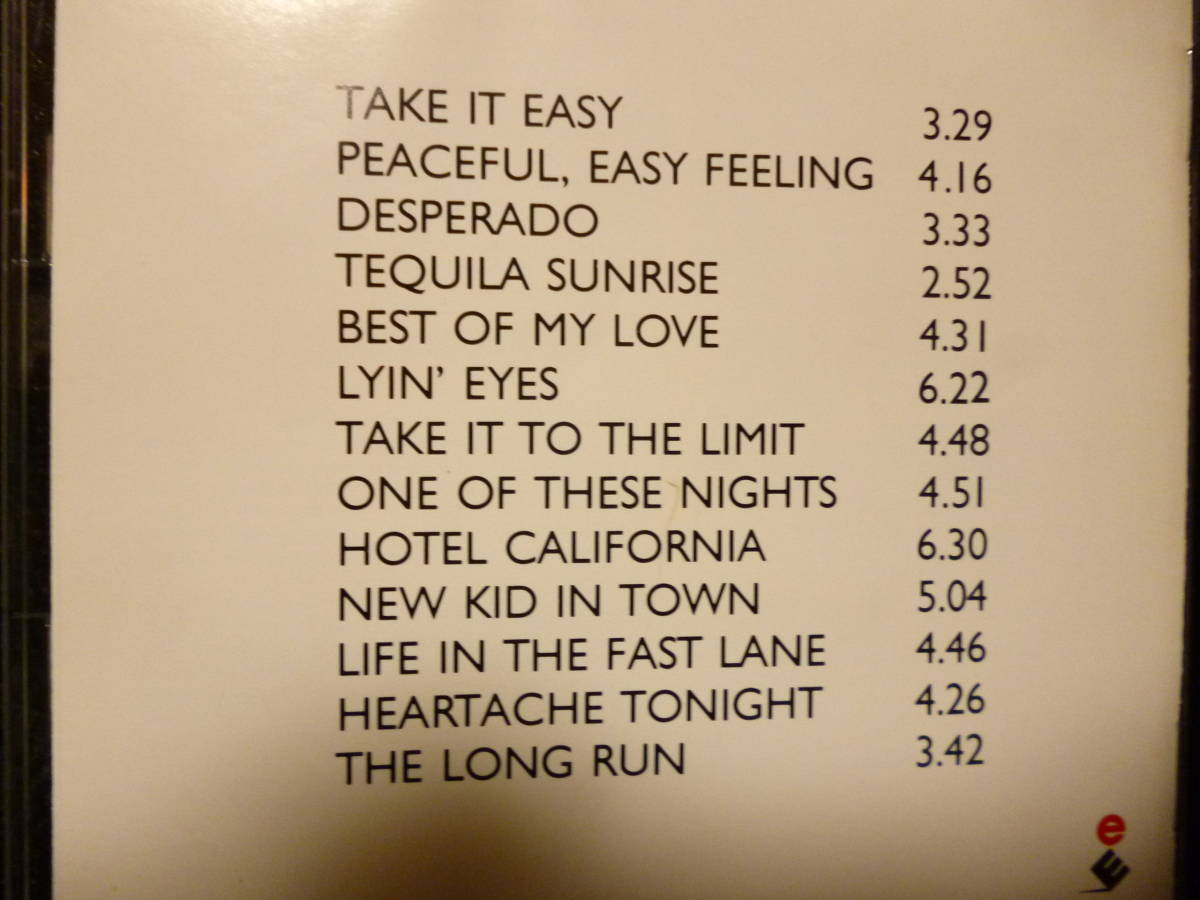 TAKE IT EASY 3.29
PEACEFUL, EASY FEELING 4.16
DESPERADO 3.33
TEQUILA SUNRISE 2.52
BEST OF MY LOVE 4.31
LYIN' EYES 6.22
TAKE IT TO THE LIMIT 4.48
ONE OF THESE NIGHTS 4.51
HOTEL CALIFORNIA 6.30
NEW KID IN TOWN 5.04
LIFE IN THE FAST LANE 4.46
HEARTACHE TONIGHT 4.26
THE LONG RUN 3.42
e
E